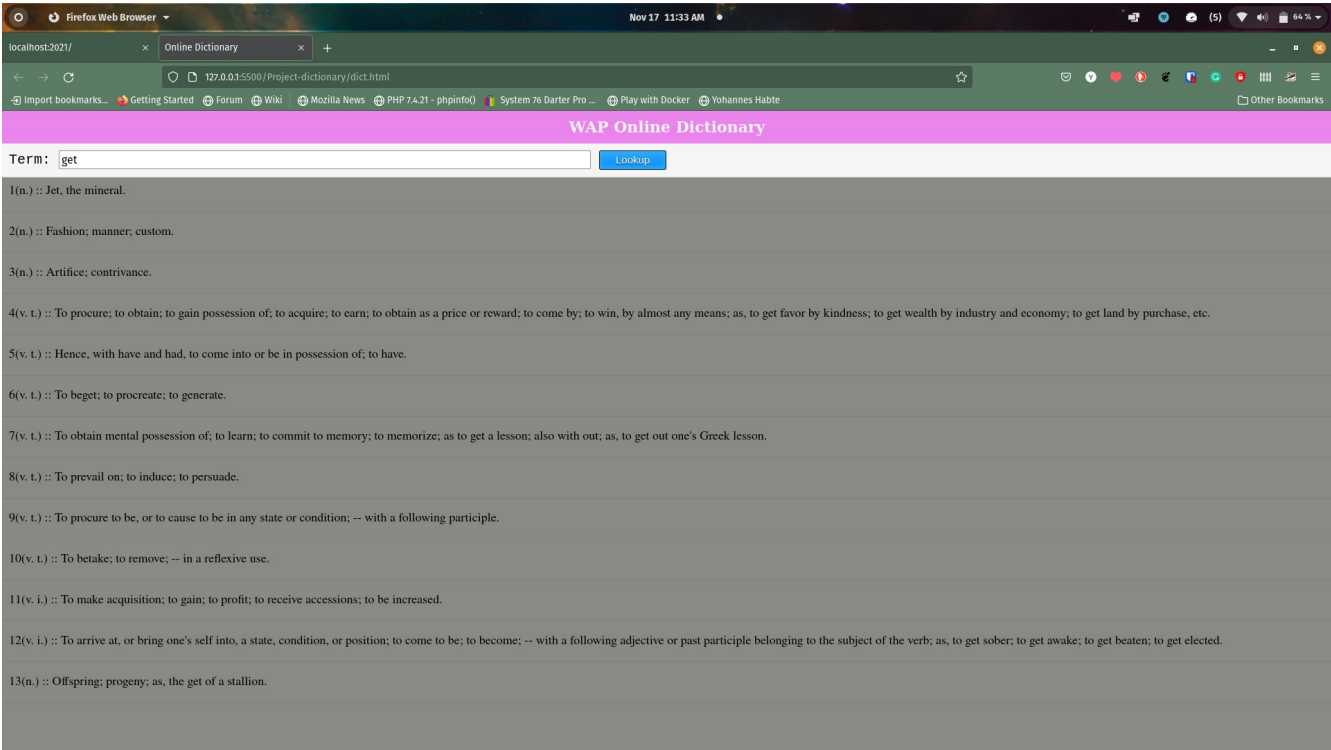 Firefox Web Browser
Nov 17 11:33 AM
(5)
64 %
localhost:2021/
Online Dictionary
127.0.0.1:5500/Project-dictionary/dict.html
Import bookmarks... Getting Started Forum Wiki Mozilla News PHP 7.4.21 - phpinfo() System 76 Darter Pro ... Play with Docker Yohannes Habte Other Bookmarks
WAP Online Dictionary
Term: get Lookup
1(n.) :: Jet, the mineral.
2(n.) :: Fashion; manner; custom.
3(n.) :: Artifice; contrivance.
4(v. t.) :: To procure; to obtain; to gain possession of; to acquire; to earn; to obtain as a price or reward; to come by; to win, by almost any means; as, to get favor by kindness; to get wealth by industry and economy; to get land by purchase, etc.
5(v. t.) :: Hence, with have and had, to come into or be in possession of; to have.
6(v. t.) :: To beget; to procreate; to generate.
7(v. t.) :: To obtain mental possession of; to learn; to commit to memory; to memorize; as to get a lesson; also with out; as, to get out one's Greek lesson.
8(v. t.) :: To prevail on; to induce; to persuade.
9(v. t.) :: To procure to be, or to cause to be in any state or condition; -- with a following participle.
10(v. t.) :: To betake; to remove; -- in a reflexive use.
11(v. i.) :: To make acquisition; to gain; to profit; to receive accessions; to be increased.
12(v. i.) :: To arrive at, or bring one's self into, a state, condition, or position; to come to be; to become; -- with a following adjective or past participle belonging to the subject of the verb; as, to get sober; to get awake; to get beaten; to get elected.
13(n.) :: Offspring; progeny; as, the get of a stallion.